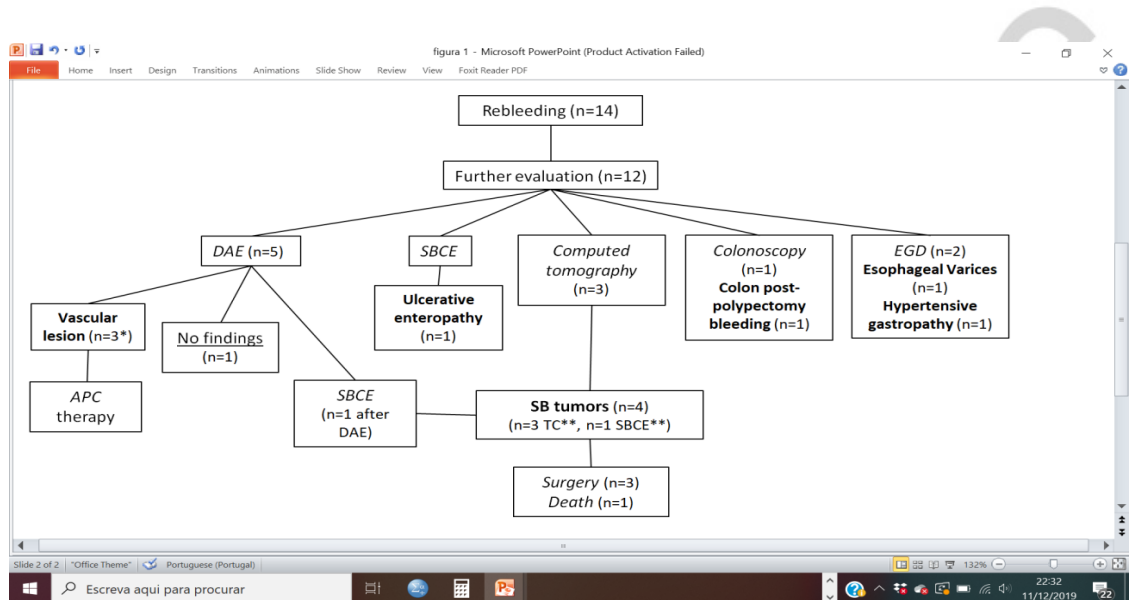 figura 1 - Microsoft PowerPoint (Product Activation Failed)
File Home Insert Design Transitions Animations Slide Show Review View Foxit Reader PDF
Rebleeding (n=14)
Further evaluation (n=12)
DAE (n=5)
SBCE
Computed
tomography
(n=3)
Colonoscopy
(n=1)
Colon post-
polypectomy
bleeding (n=1)
EGD (n=2)
Esophageal Varices
(n=1)
Hypertensive
gastropathy (n=1)
Vascular
lesion (n=3*)
No findings
(n=1)
Ulcerative
enteropathy
(n=1)
APC
therapy
SBCE
(n=1 after
DAE)
SB tumors (n=4)
(n=3 TC**, n=1 SBCE**)
Surgery (n=3)
Death (n=1)
Slide 2 of 2 "Office Theme" Portuguese (Portugal) 132%
Escreva aqui para procurar
22:32
11/12/2019
22